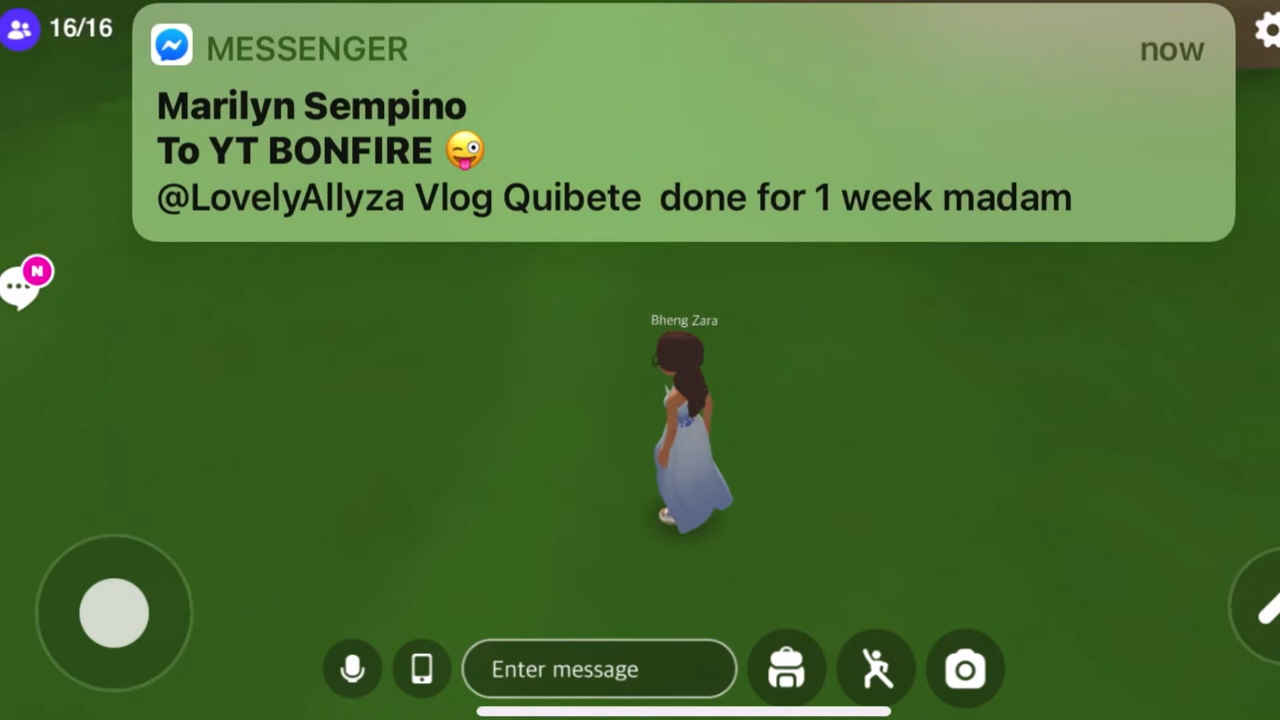 16/16
MESSENGER
now
Marilyn Sempino
To YT BONFIRE 😜
@LovelyAllyza Vlog Quibete  done for 1 week madam
N
Bheng Zara
Enter message